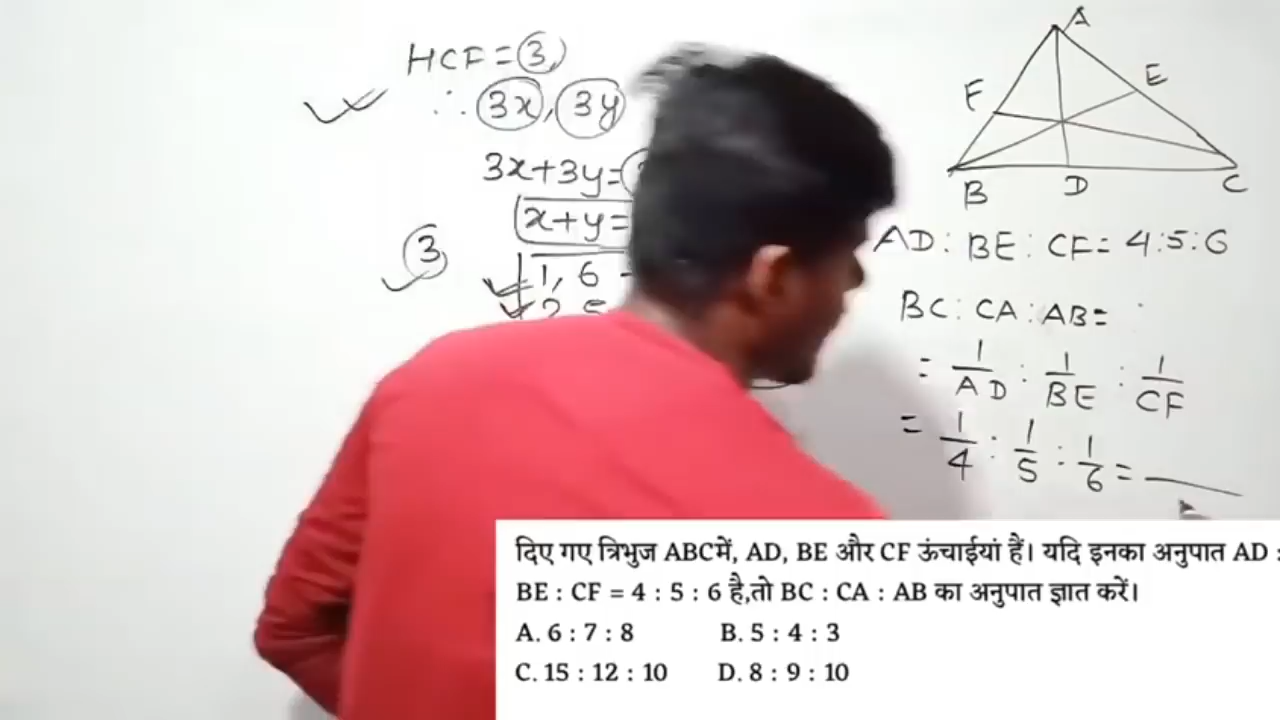 HCF = 3,
∴ 3x, 3y
3x+3y=
x+y=
3
1, 6
A
F
E
B
D
C
AD : BE : CF = 4:5:6
BC : CA : AB =
= 1/AD : 1/BE : 1/CF
= 1/4 : 1/5 : 1/6 =
दिए गए त्रिभुज ABCमें, AD, BE और CF ऊंचाईयां हैं। यदि इनका अनुपात AD :
BE : CF = 4 : 5 : 6 है,तो BC : CA : AB का अनुपात ज्ञात करें।
A. 6 : 7 : 8 B. 5 : 4 : 3
C. 15 : 12 : 10 D. 8 : 9 : 10